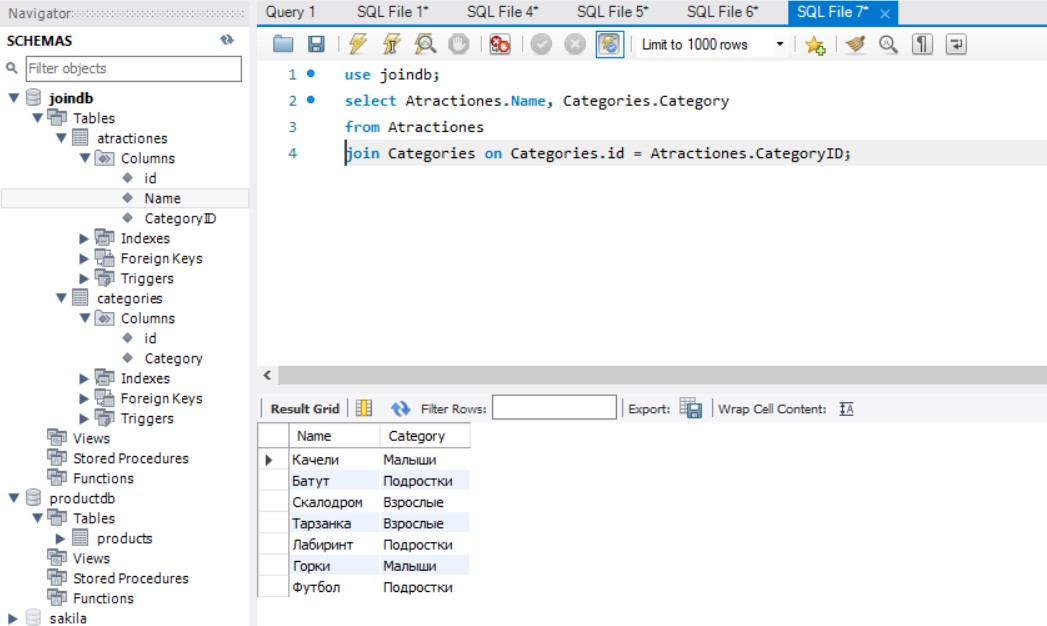 Navigator
Query 1 SQL File 1* SQL File 4* SQL File 5* SQL File 6* SQL File 7*
SCHEMAS
Limit to 1000 rows
Filter objects
1 use joindb;
2 select Atractiones.Name, Categories.Category
3 from Atractiones
4 join Categories on Categories.id = Atractiones.CategoryID;
joindb
Tables
atractiones
Columns
id
Name
CategoryID
Indexes
Foreign Keys
Triggers
categories
Columns
id
Category
Indexes
Foreign Keys
Triggers
Views
Stored Procedures
Functions
productdb
Tables
products
Views
Stored Procedures
Functions
sakila
Result Grid Filter Rows: Export: Wrap Cell Content:
Name Category
Качели Малыши
Батут Подростки
Скалодром Взрослые
Тарзанка Взрослые
Лабиринт Подростки
Горки Малыши
Футбол Подростки